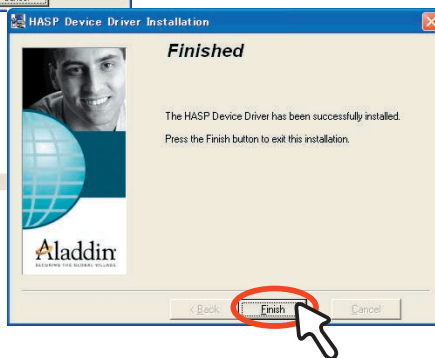 HASP Device Driver Installation
Finished
The HASP Device Driver has been successfully installed.
Press the Finish button to exit this installation.
Aladdin
SECURING THE GLOBAL VILLAGE
< Back
Finish
Cancel